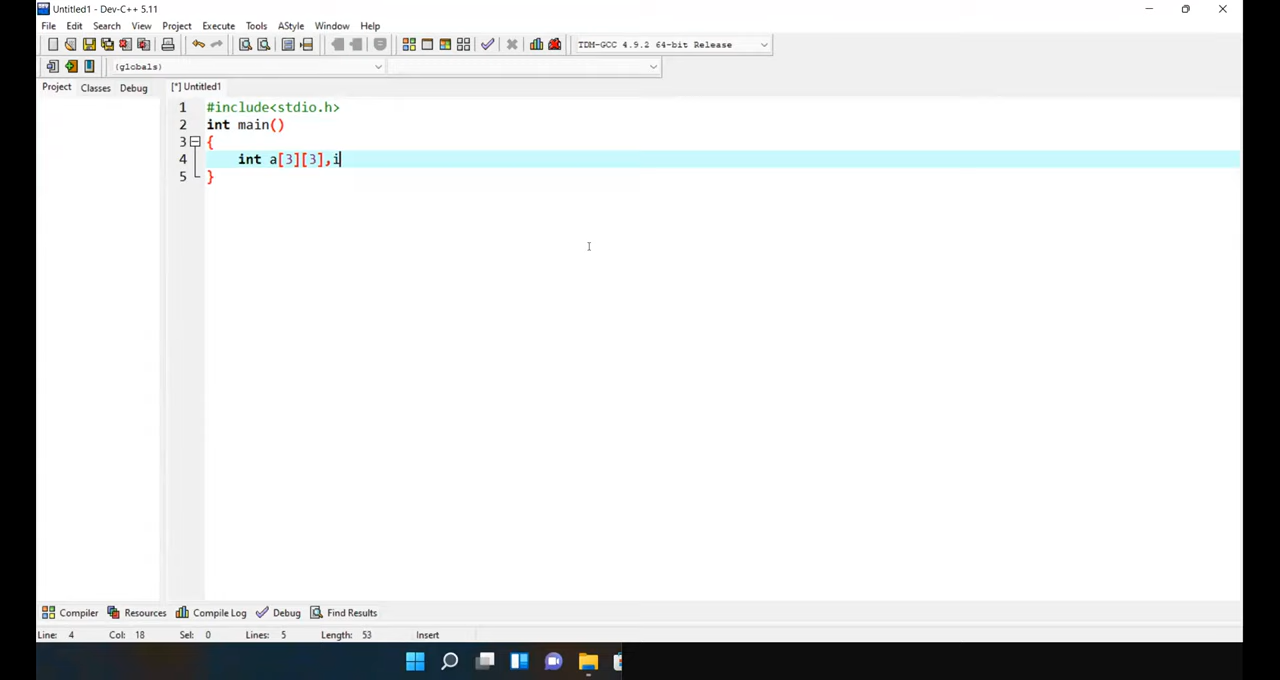 Untitled1 - Dev-C++ 5.11
File Edit Search View Project Execute Tools AStyle Window Help
TDM-GCC 4.9.2 64-bit Release
(globals)
Project Classes Debug [*] Untitled1
1 #include<stdio.h>
2 int main()
3 {
4 int a[3][3],i
5 }
Compiler Resources Compile Log Debug Find Results
Line: 4 Col: 18 Sel: 0 Lines: 5 Length: 53 Insert